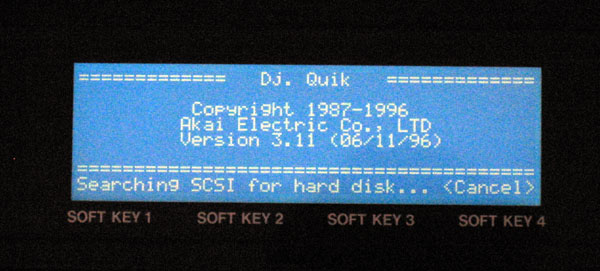 ============= Dj. Quik =============
Copyright 1987-1996
Akai Electric Co., LTD
Version 3.11 (06/11/96)
========================================
Searching SCSI for hard disk... <Cancel>
SOFT KEY 1 SOFT KEY 2 SOFT KEY 3 SOFT KEY 4